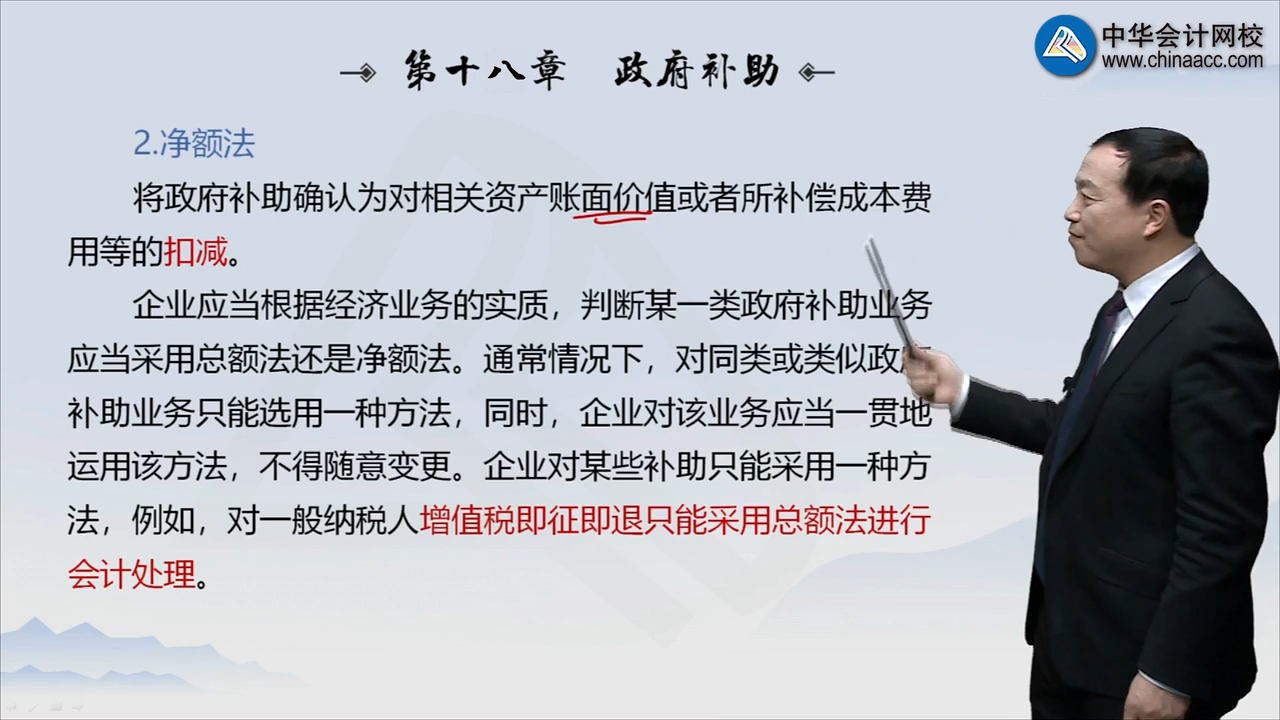 中华会计网校
www.chinaacc.com
第十八章 政府补助
2.净额法
将政府补助确认为对相关资产账面价值或者所补偿成本费
用等的扣减。
企业应当根据经济业务的实质，判断某一类政府补助业务
应当采用总额法还是净额法。通常情况下，对同类或类似政
补助业务只能选用一种方法，同时，企业对该业务应当一贯地
运用该方法，不得随意变更。企业对某些补助只能采用一种方
法，例如，对一般纳税人增值税即征即退只能采用总额法进行
会计处理。